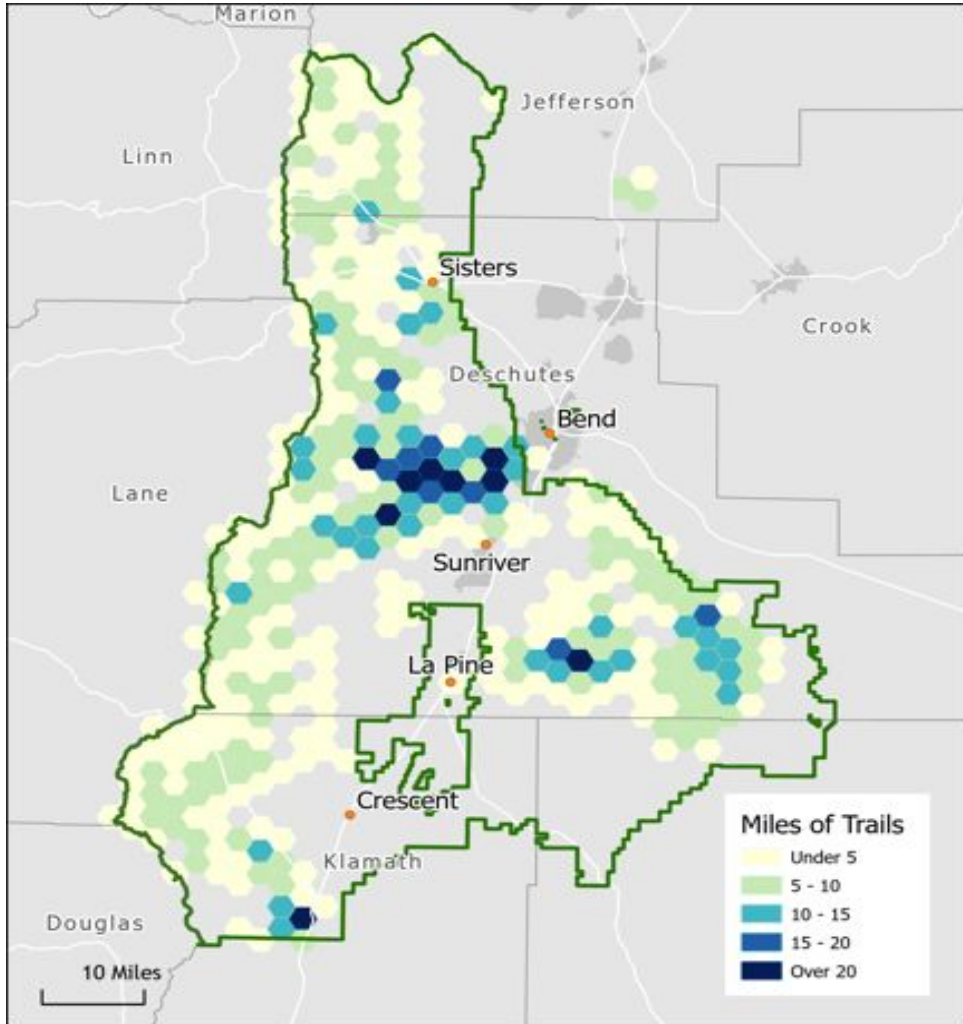 Marion
Jefferson
Linn
Sisters
Crook
Deschutes
Bend
Lane
Sunriver
La Pine
Crescent
Klamath
Douglas
10 Miles
Miles of Trails
Under 5
5 - 10
10 - 15
15 - 20
Over 20